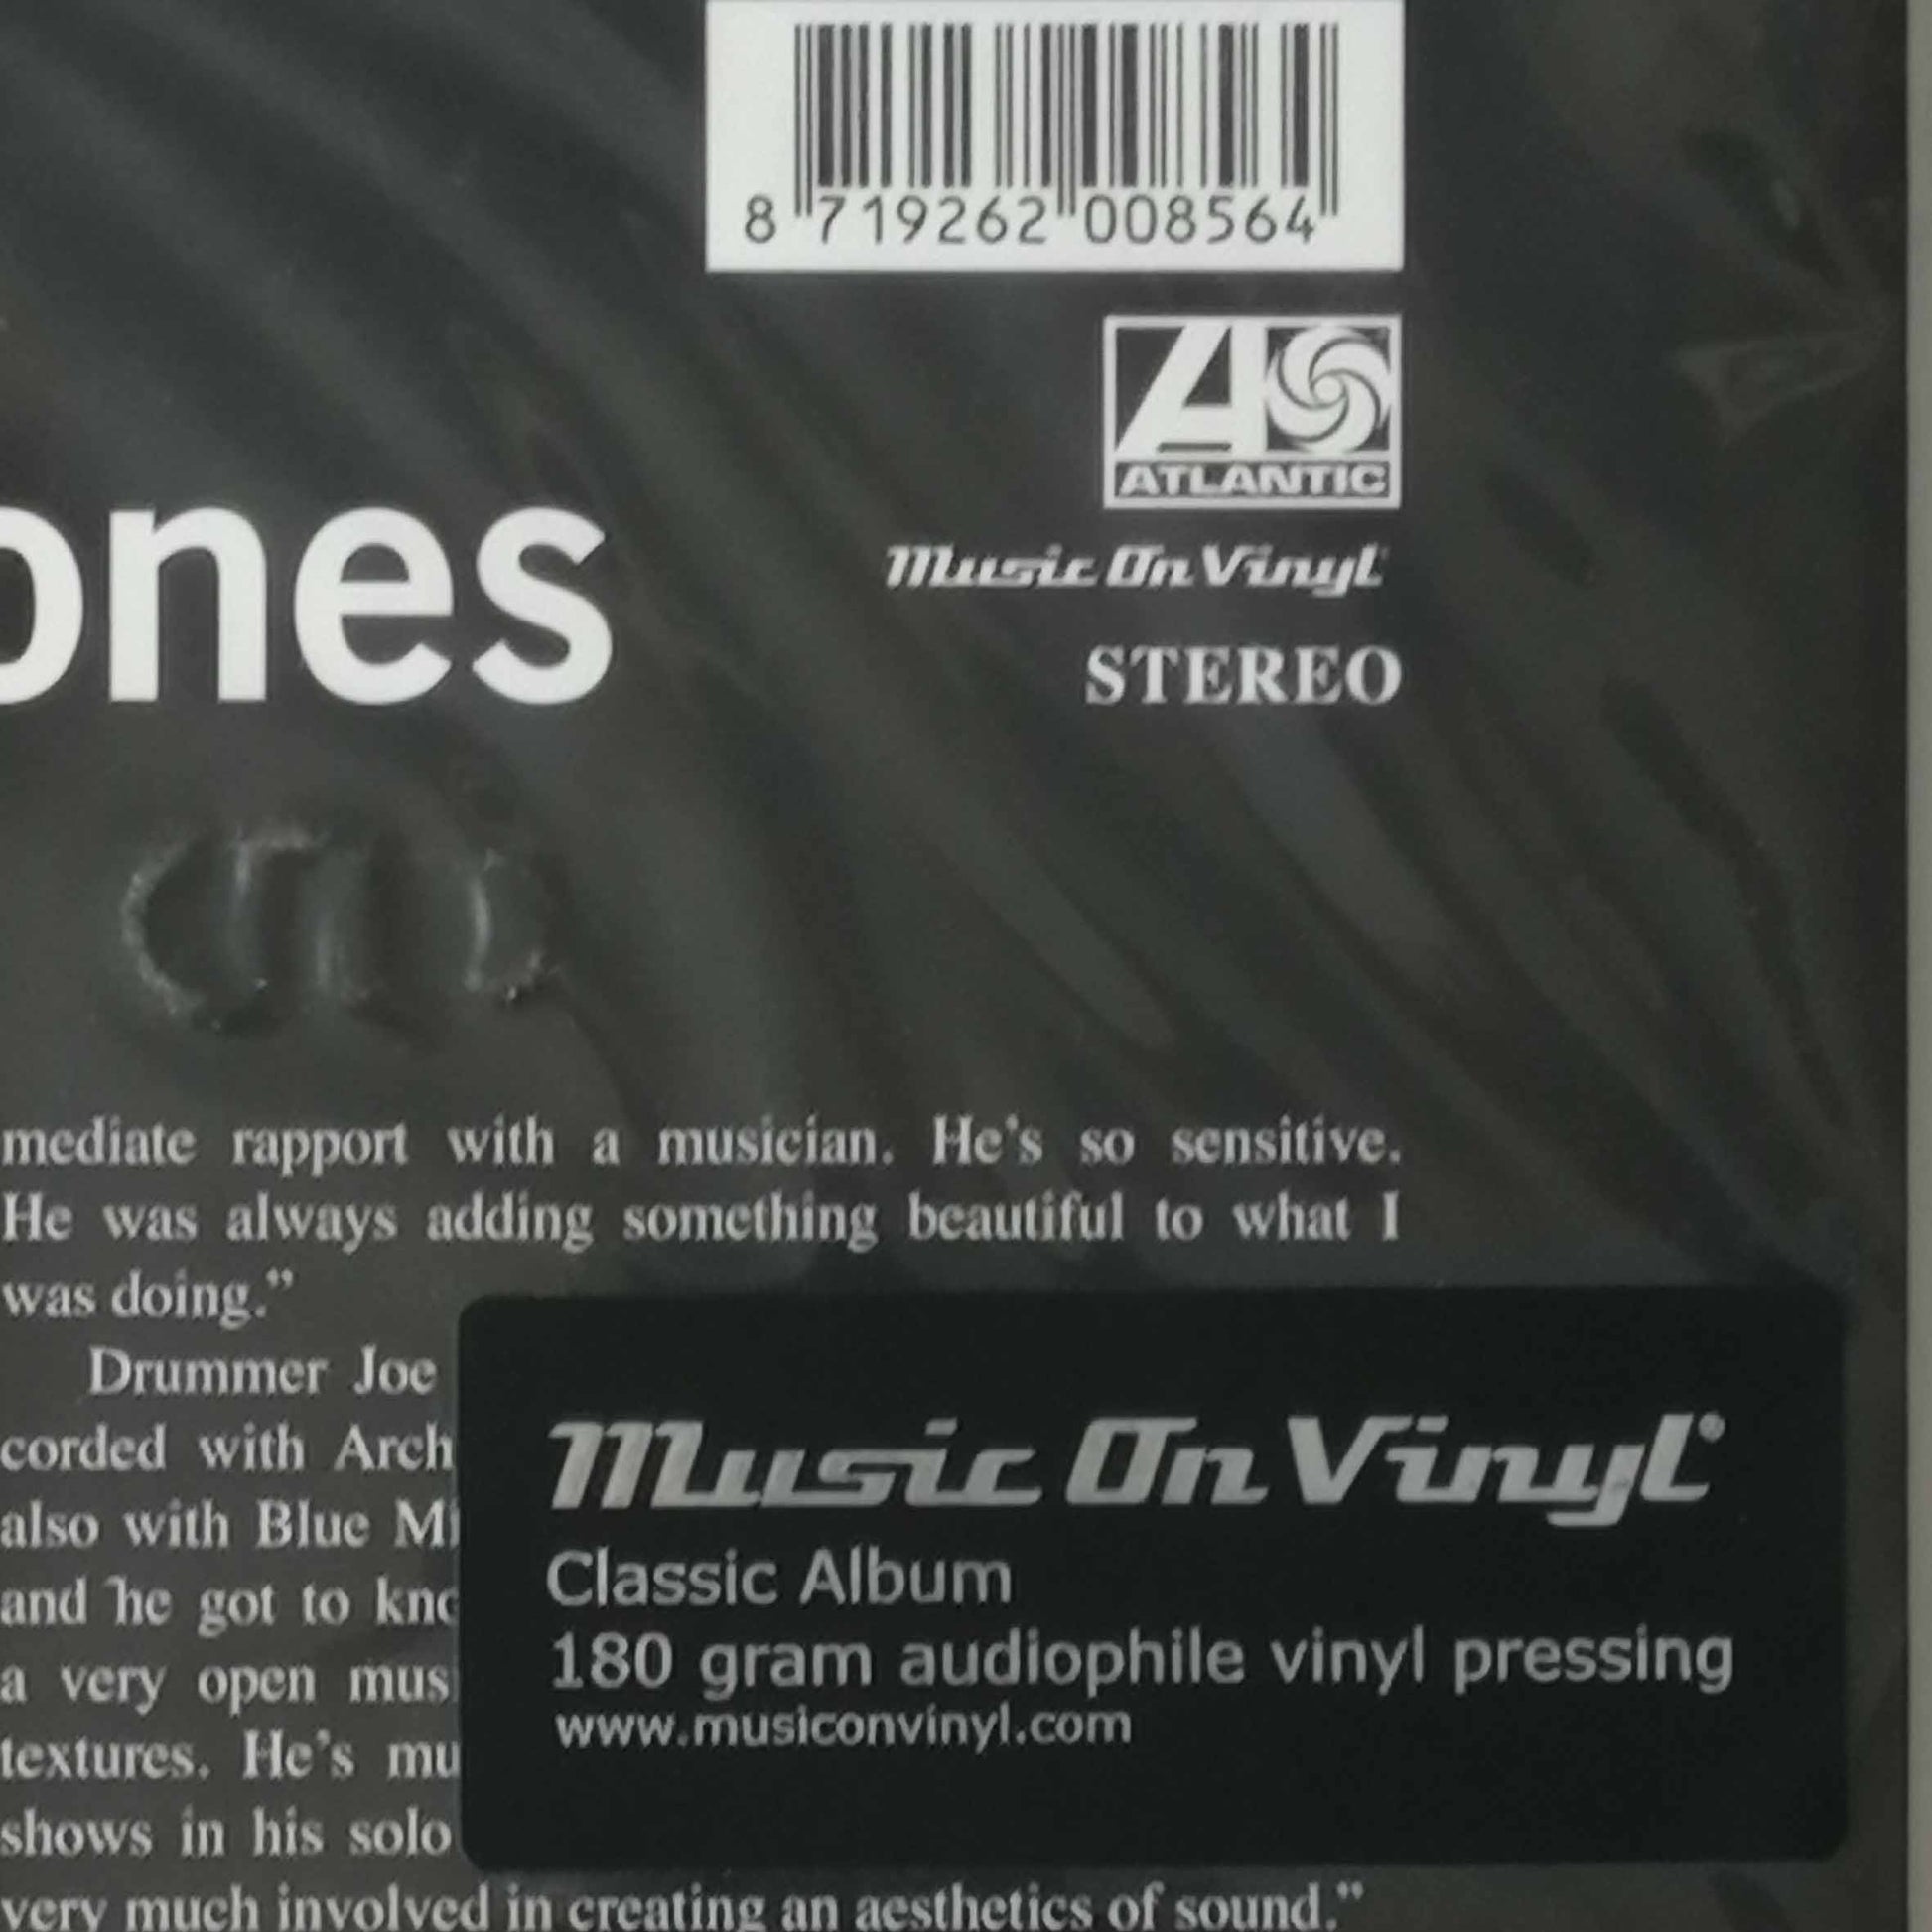 8 719262 008564
ATLANTIC
Music On Vinyl
ones
STEREO
mediate rapport with a musician. He's so sensitive.
He was always adding something beautiful to what I
was doing.”
Drummer Joe
corded with Arch
also with Blue Mi
and he got to kno
a very open mus
textures. He's mu
shows in his solo
very much involved in creating an aesthetics of sound.”
Music On Vinyl®
Classic Album
180 gram audiophile vinyl pressing
www.musiconvinyl.com